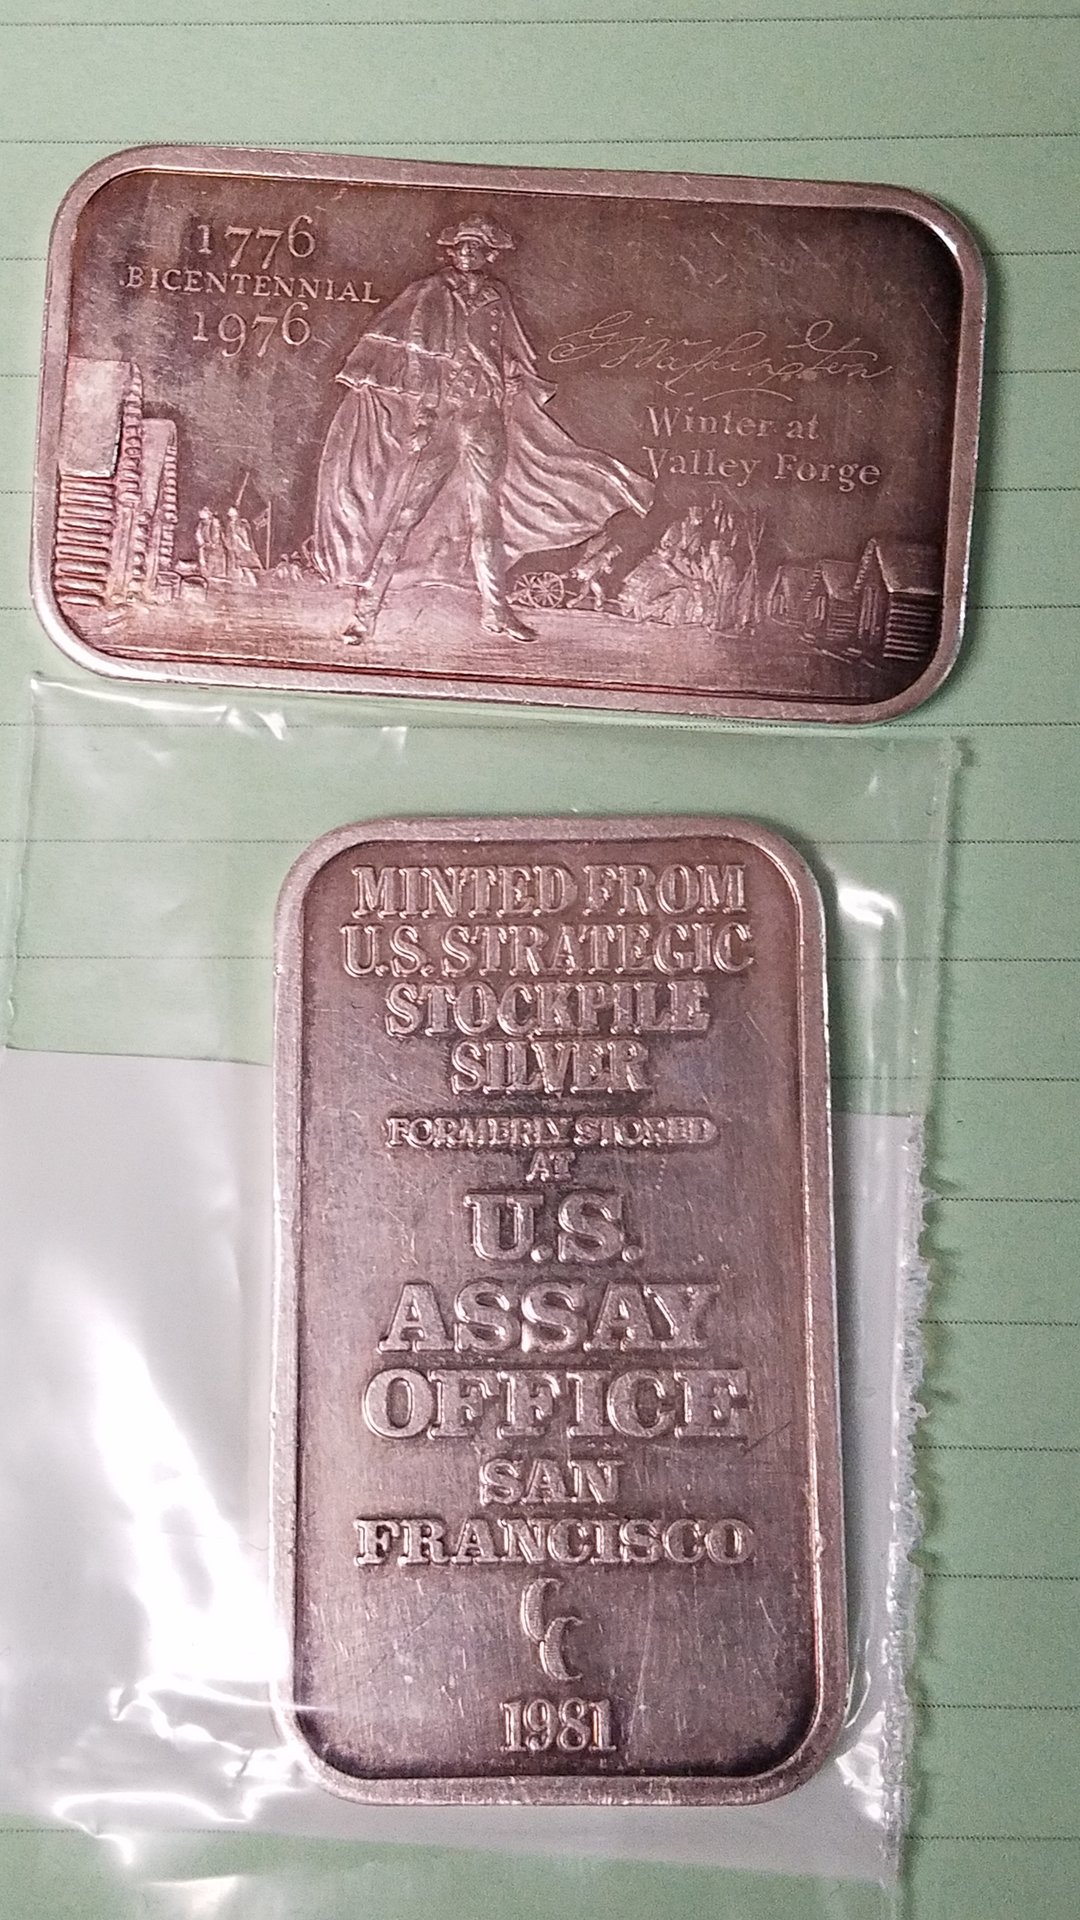 1776
BICENTENNIAL
1976
G Washington
Winter at
Valley Forge
MINTED FROM
U.S. STRATEGIC
STOCKPILE
SILVER
FORMERLY STORED
AT
U.S.
ASSAY
OFFICE
SAN
FRANCISCO
CC
1981